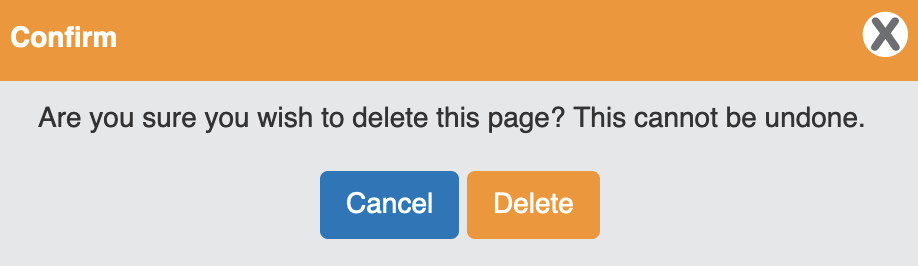 Confirm
X
Are you sure you wish to delete this page? This cannot be undone.
Cancel Delete